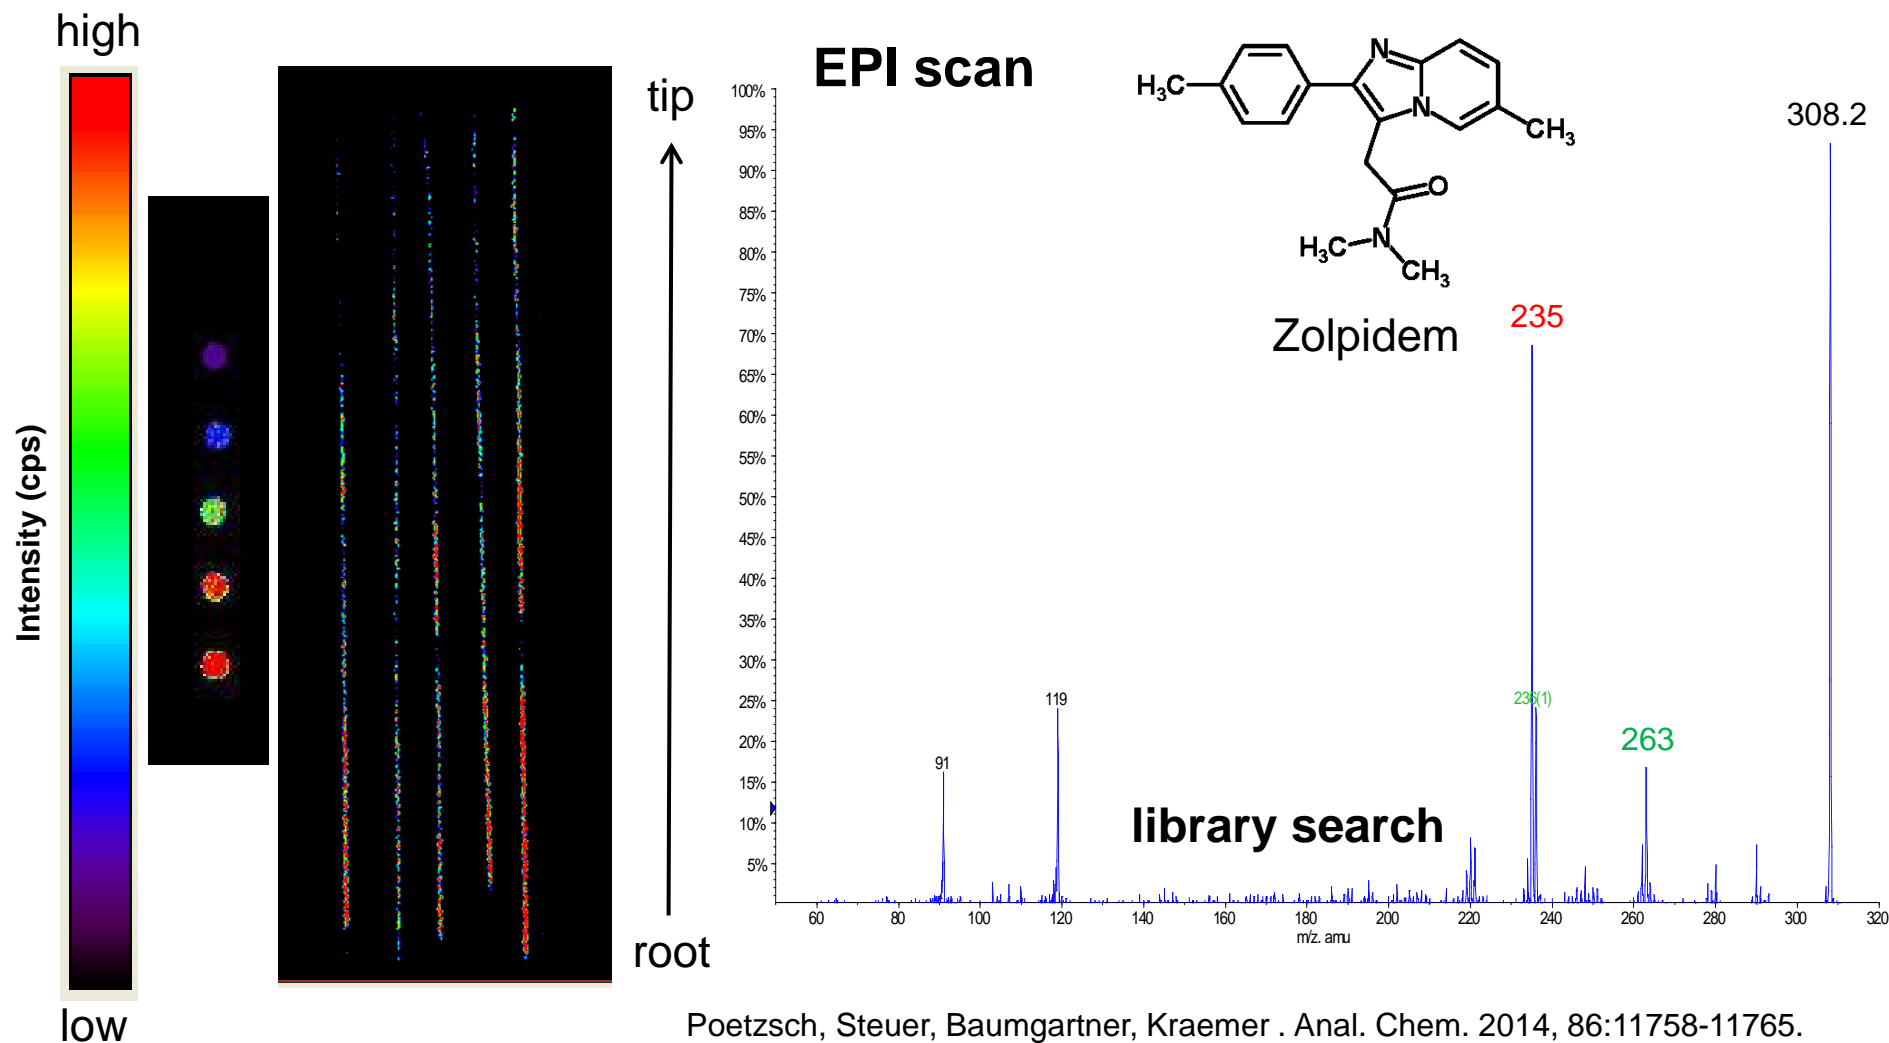 high
Intensity (cps)
low
tip
root
EPI scan
100%
95%
90%
85%
80%
75%
70%
65%
60%
55%
50%
45%
40%
35%
30%
25%
20%
15%
10%
5%
N
H3C
N
CH3
O
N
H3C
CH3
Zolpidem
308.2
235
236(1)
263
119
91
library search
60 80 100 120 140 160 180 200 220 240 260 280 300 320
m/z. amu
Poetzsch, Steuer, Baumgartner, Kraemer . Anal. Chem. 2014, 86:11758-11765.